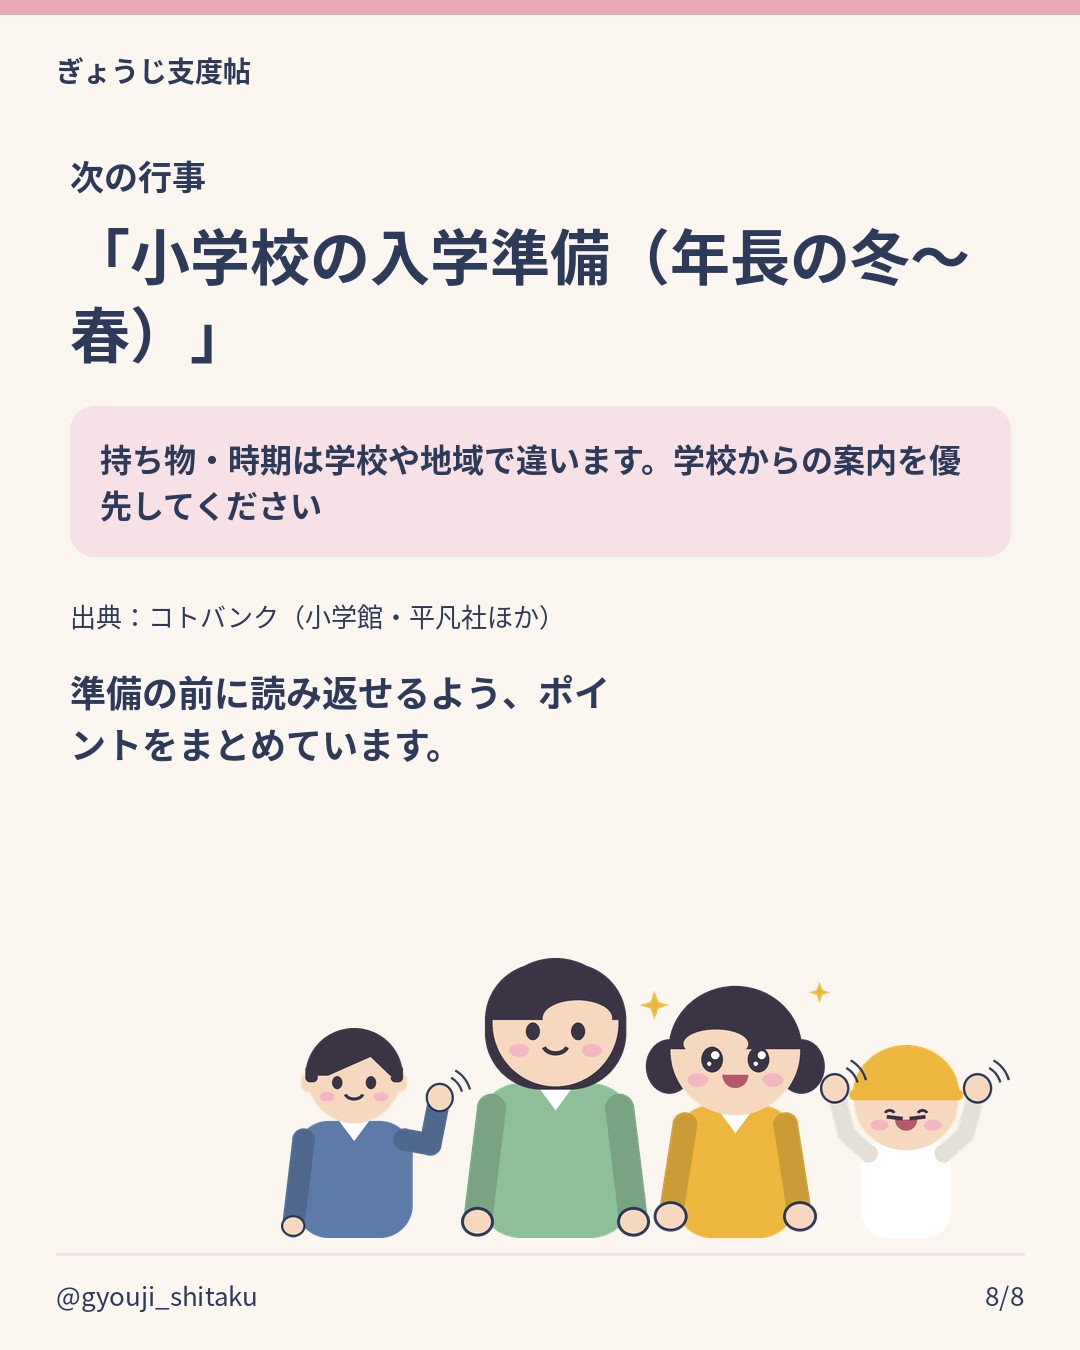 ぎょうじ支度帖
次の行事
「小学校の入学準備（年長の冬〜
春）」
持ち物・時期は学校や地域で違います。学校からの案内を優
先してください
出典：コトバンク（小学館・平凡社ほか）
準備の前に読み返せるよう、ポイ
ントをまとめています。
@gyouji_shitaku
8/8